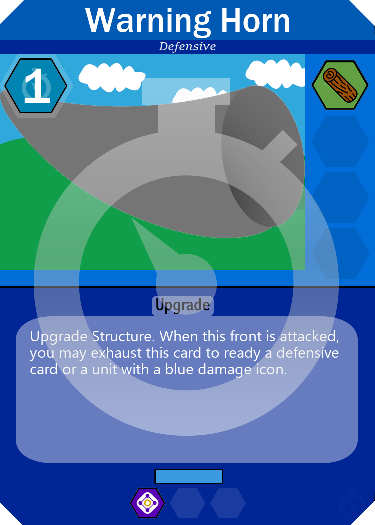 Warning Horn
Defensive
1
Upgrade
Upgrade Structure. When this front is attacked,
you may exhaust this card to ready a defensive
card or a unit with a blue damage icon.